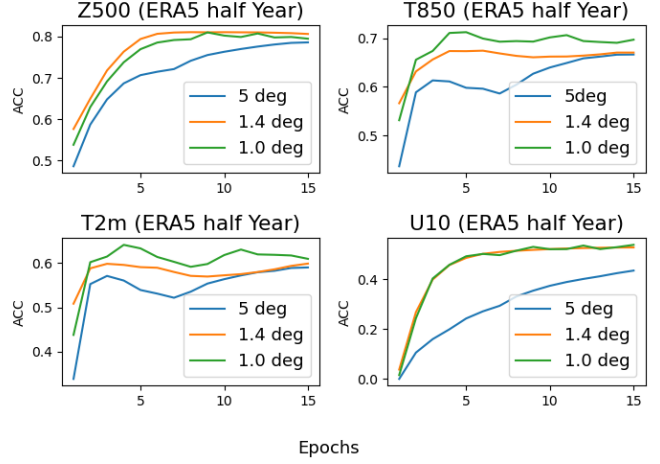 Z500 (ERA5 half Year)
ACC
0.8
0.7
0.6
0.5
5 deg
1.4 deg
1.0 deg
5
10
15
T850 (ERA5 half Year)
ACC
0.7
0.6
0.5
5deg
1.4 deg
1.0 deg
5
10
15
T2m (ERA5 half Year)
ACC
0.6
0.5
0.4
5 deg
1.4 deg
1.0 deg
5
10
15
U10 (ERA5 half Year)
ACC
0.4
0.2
0.0
5 deg
1.4 deg
1.0 deg
5
10
15
Epochs